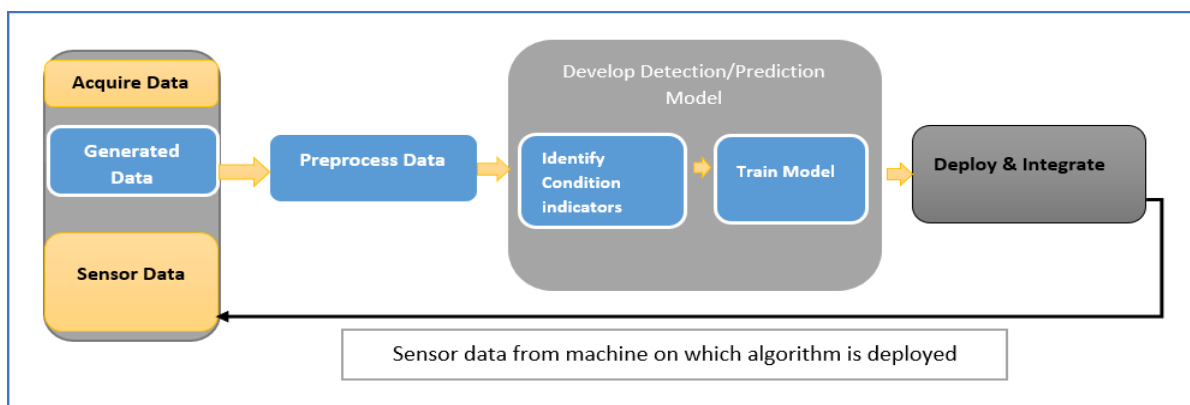 Acquire Data
Generated
Data
Sensor Data
Preprocess Data
Develop Detection/Prediction
Model
Identify
Condition
indicators
Train Model
Deploy & Integrate
Sensor data from machine on which algorithm is deployed